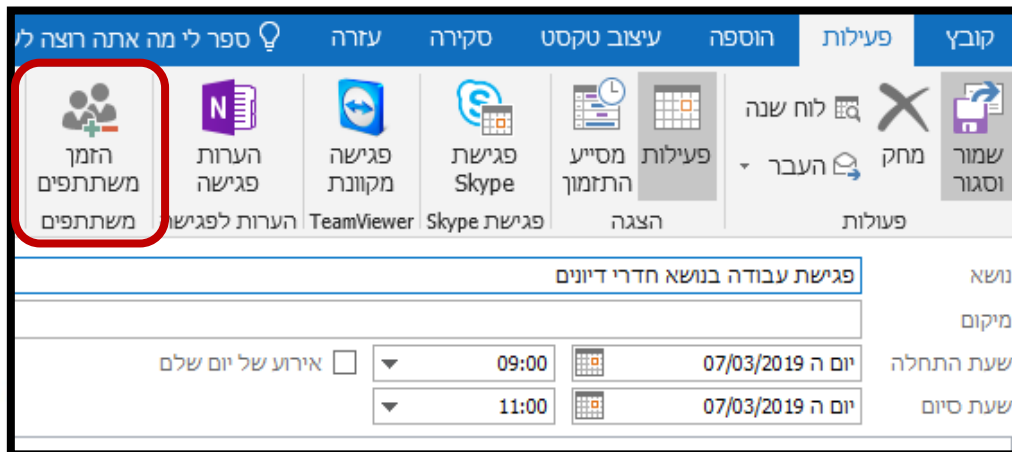 קובץ פעילות הוספה עיצוב טקסט סקירה עזרה ספר לי מה אתה רוצה
שמור וסגור
מחק
לוח שנה
העבר
פעולות
פעילות
מסייע התזמון
הצגה
פגישת Skype
פגישת Skype
פגישה מקוונת
TeamViewer
הערות פגישה
הערות לפגישה
הזמן משתתפים
משתתפים
נושא פגישת עבודה בנושא חדרי דיונים
מיקום
שעת התחלה יום ה 07/03/2019 09:00 אירוע של יום שלם
שעת סיום יום ה 07/03/2019 11:00